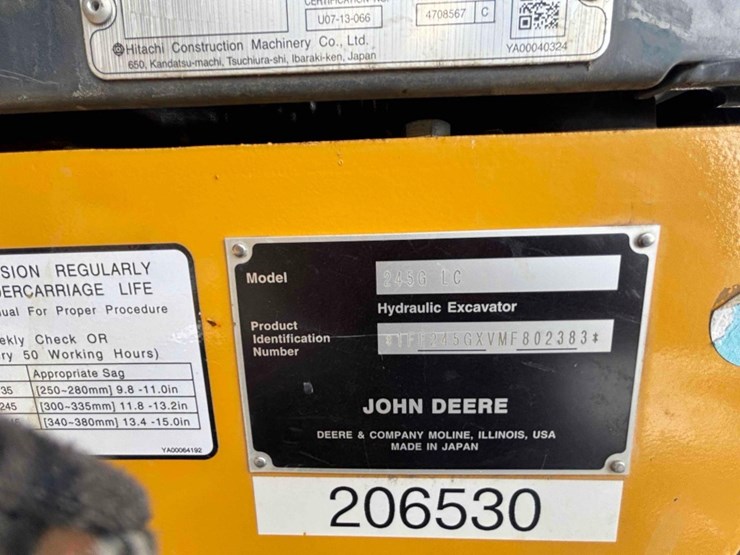 CERTIFICATION NUMBER
U07-13-066
4708567 C
Hitachi Construction Machinery Co., Ltd.
650, Kandatsu-machi, Tsuchiura-shi, Ibaraki-ken, Japan
YA00040324
SION REGULARLY
DERCARRIAGE LIFE
ual For Proper Procedure
ekly Check OR
ry 50 Working Hours)
Appropriate Sag
35 [250~280mm] 9.8 -11.0in
245 [300~335mm] 11.8 -13.2in
[340~380mm] 13.4 -15.0in
YA00064192
Model 245G LC
Hydraulic Excavator
Product
Identification
Number
JOHN DEERE
DEERE & COMPANY MOLINE, ILLINOIS, USA
MADE IN JAPAN
206530